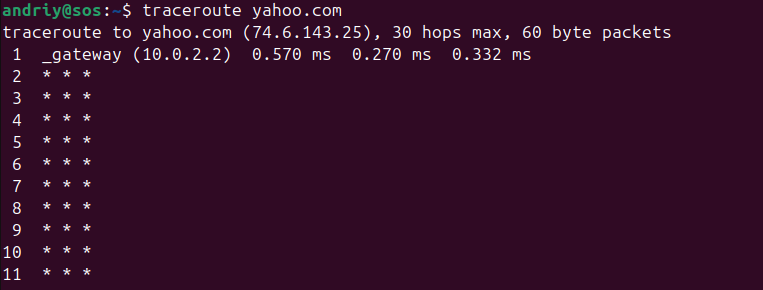 andriy@sos:~$ traceroute yahoo.com
traceroute to yahoo.com (74.6.143.25), 30 hops max, 60 byte packets
 1  _gateway (10.0.2.2)  0.570 ms  0.270 ms  0.332 ms
 2  * * *
 3  * * *
 4  * * *
 5  * * *
 6  * * *
 7  * * *
 8  * * *
 9  * * *
10  * * *
11  * * *